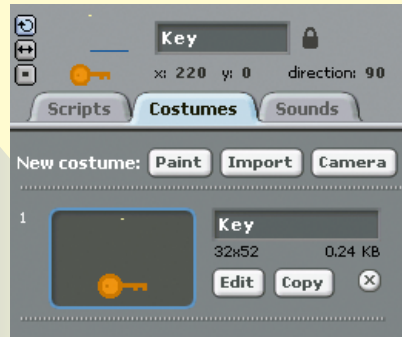 Key
x: 220 y: 0 direction: 90
Scripts Costumes Sounds
New costume: Paint Import Camera
1
Key
32x52 0.24 KB
Edit Copy